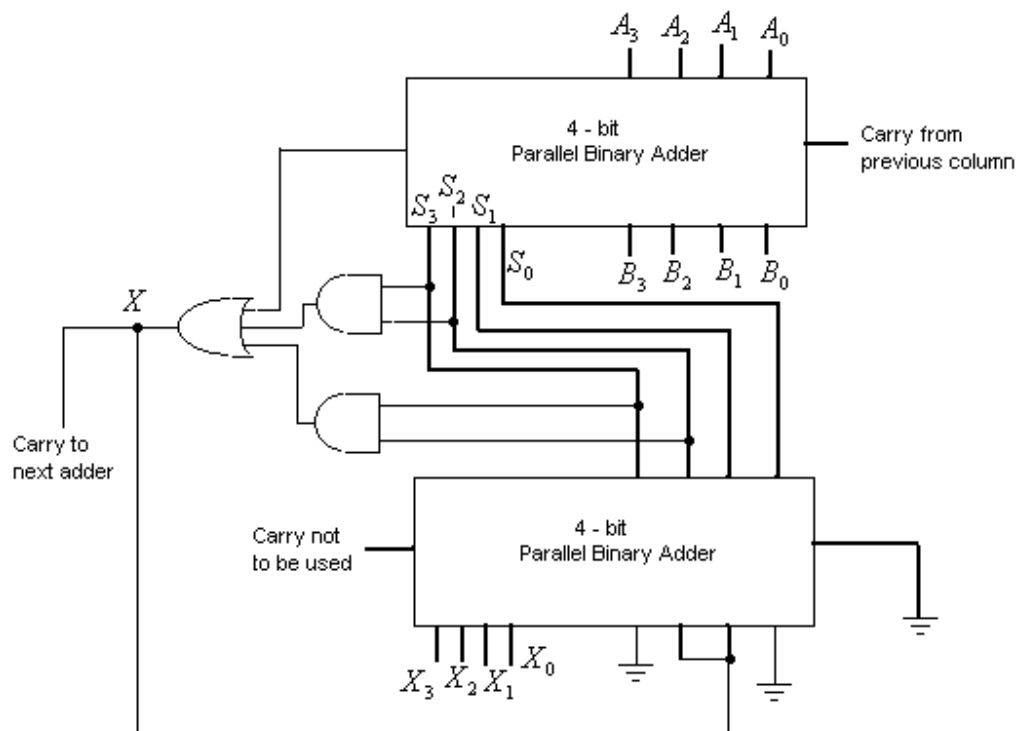 A₃ A₂ A₁ A₀
4 - bit
Parallel Binary Adder
Carry from
previous column
S₃ S₂ S₁
S₀
B₃ B₂ B₁ B₀
X
Carry to
next adder
4 - bit
Parallel Binary Adder
Carry not
to be used
X₃ X₂ X₁ X₀